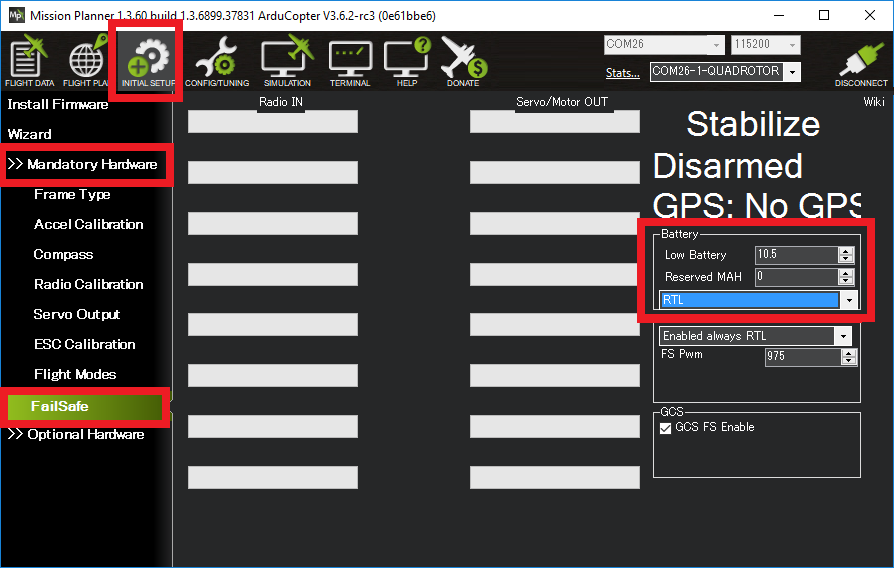 Mission Planner 1.3.60 build 1.3.6899.37831 ArduCopter V3.6.2-rc3 (0e61bbe6)
FLIGHT DATA
FLIGHT PLA
INITIAL SETUP
CONFIG/TUNING
SIMULATION
TERMINAL
HELP
DONATE
COM26
115200
Stats...
COM26-1-QUADROTOR
DISCONNECT
Install Firmware
Wizard
>> Mandatory Hardware
Frame Type
Accel Calibration
Compass
Radio Calibration
Servo Output
ESC Calibration
Flight Modes
FailSafe
>> Optional Hardware
Radio IN
Servo/Motor OUT
Wiki
Stabilize
Disarmed
GPS: No GPS
Battery
Low Battery 10.5
Reserved MAH 0
RTL
Enabled always RTL
FS Pwm 975
GCS
GCS FS Enable